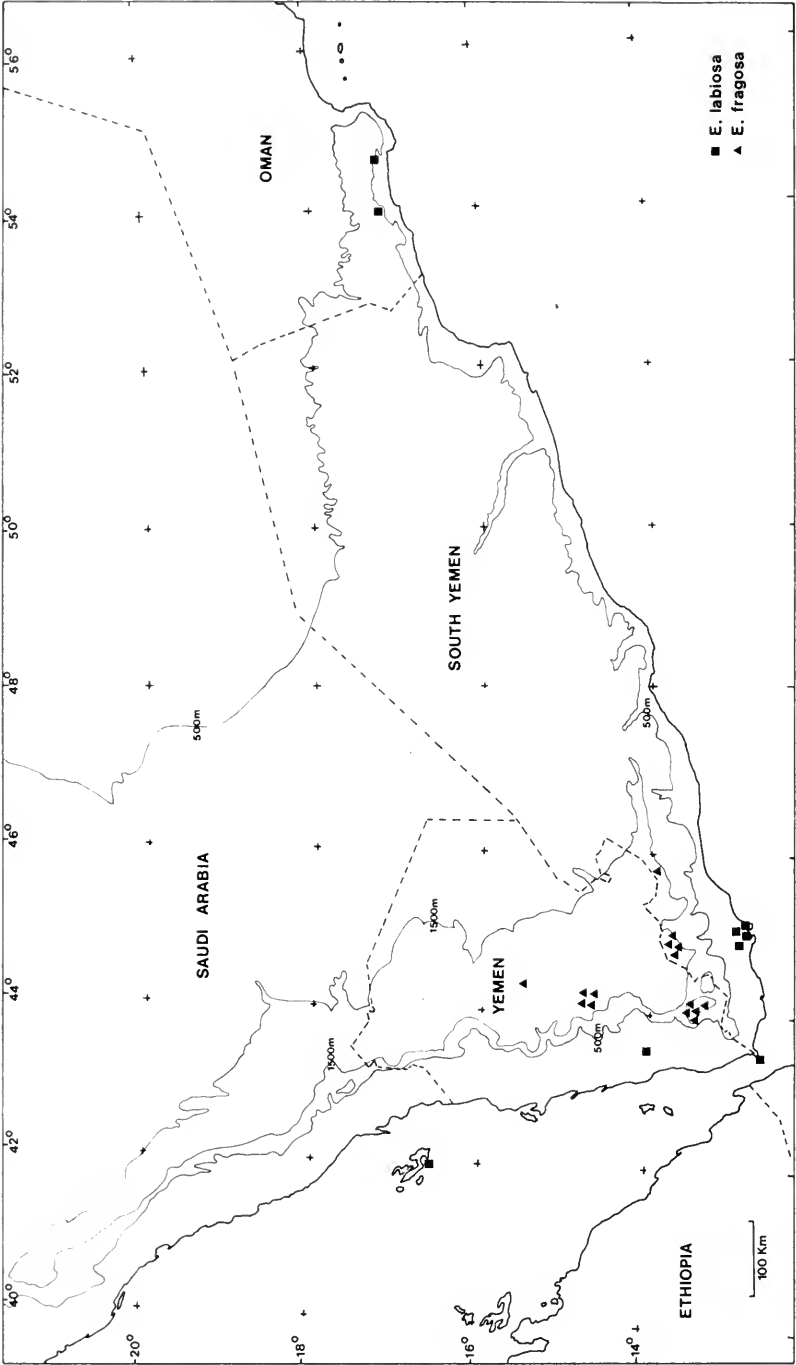 40°
42°
44°
46°
48°
50°
52°
54°
56°
20°
18°
16°
14°
SAUDI ARABIA
OMAN
500m
1500m
1500m
YEMEN
SOUTH YEMEN
500m
500m
ETHIOPIA
100 Km
E. labiosa
E. fragosa